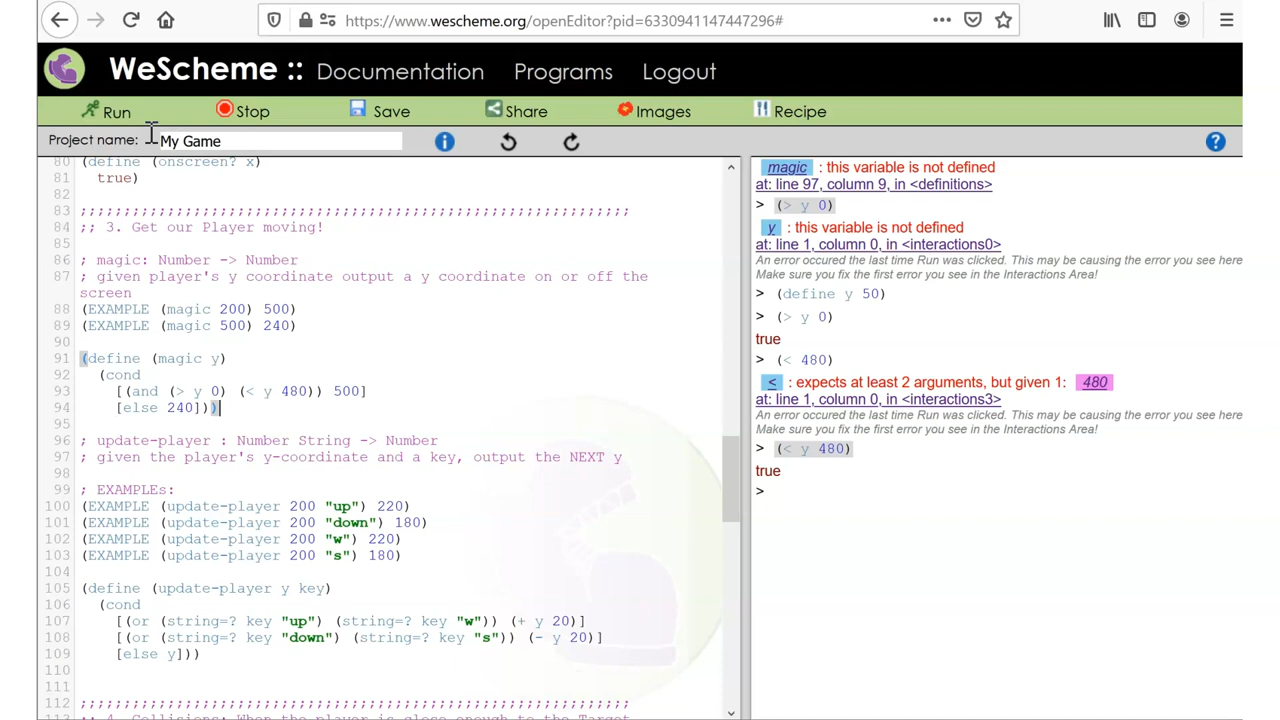 https://www.wescheme.org/openEditor?pid=6330941147447296#
WeScheme :: Documentation Programs Logout
Run Stop Save Share Images Recipe
Project name: My Game
80 (define (onscreen? x)
81 true)
82
83 ;;;;;;;;;;;;;;;;;;;;;;;;;;;;;;;;;;;;;;;;;;;;;;;;;;;;;;;;;;;;;;;
84 ;; 3. Get our Player moving!
85
86 ; magic: Number -> Number
87 ; given player's y coordinate output a y coordinate on or off the
screen
88 (EXAMPLE (magic 200) 500)
89 (EXAMPLE (magic 500) 240)
90
91 (define (magic y)
92 (cond
93 [(and (> y 0) (< y 480)) 500]
94 [else 240]))
95
96 ; update-player : Number String -> Number
97 ; given the player's y-coordinate and a key, output the NEXT y
98
99 ; EXAMPLEs:
100 (EXAMPLE (update-player 200 "up") 220)
101 (EXAMPLE (update-player 200 "down") 180)
102 (EXAMPLE (update-player 200 "w") 220)
103 (EXAMPLE (update-player 200 "s") 180)
104
105 (define (update-player y key)
106 (cond
107 [(or (string=? key "up") (string=? key "w")) (+ y 20)]
108 [(or (string=? key "down") (string=? key "s")) (- y 20)]
109 [else y]))
110
111
112 ;;;;;;;;;;;;;;;;;;;;;;;;;;;;;;;;;;;;;;;;;;;;;;;;;;;;;;;;;;;;;;;
113 ;; 4. Collisions: When the player is close enough to the Target
magic : this variable is not defined
at: line 97, column 9, in <definitions>
> (> y 0)
y : this variable is not defined
at: line 1, column 0, in <interactions0>
An error occured the last time Run was clicked. This may be causing the error you see here
Make sure you fix the first error you see in the Interactions Area!
> (define y 50)
> (> y 0)
true
> (< 480)
< : expects at least 2 arguments, but given 1: 480
at: line 1, column 0, in <interactions3>
An error occured the last time Run was clicked. This may be causing the error you see here
Make sure you fix the first error you see in the Interactions Area!
> (< y 480)
true
>